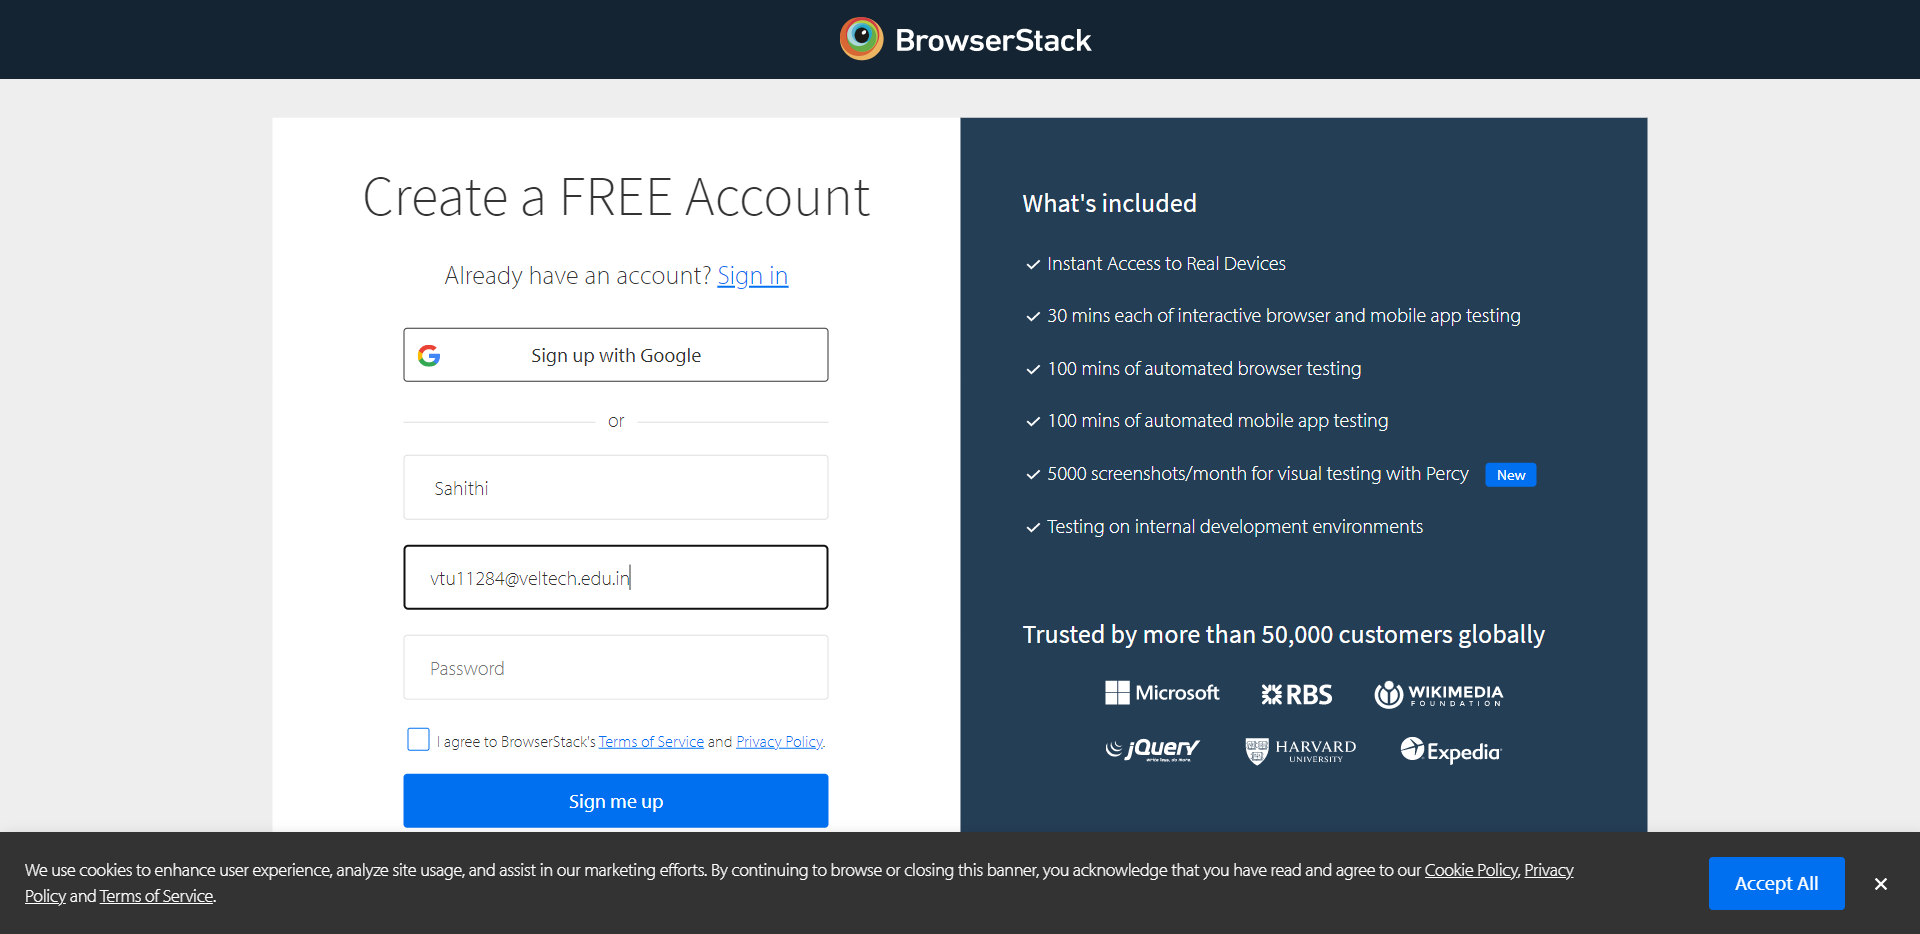 BrowserStack
Create a FREE Account
Already have an account? Sign in
Sign up with Google
or
Sahithi
vtu11284@veltech.edu.in
Password
I agree to BrowserStack's Terms of Service and Privacy Policy.
Sign me up
What's included
Instant Access to Real Devices
30 mins each of interactive browser and mobile app testing
100 mins of automated browser testing
100 mins of automated mobile app testing
5000 screenshots/month for visual testing with Percy New
Testing on internal development environments
Trusted by more than 50,000 customers globally
Microsoft RBS WIKIMEDIA
FOUNDATION
jQuery HARVARD Expedia
write less, do more. UNIVERSITY
We use cookies to enhance user experience, analyze site usage, and assist in our marketing efforts. By continuing to browse or closing this banner, you acknowledge that you have read and agree to our Cookie Policy, Privacy
Policy and Terms of Service.
Accept All